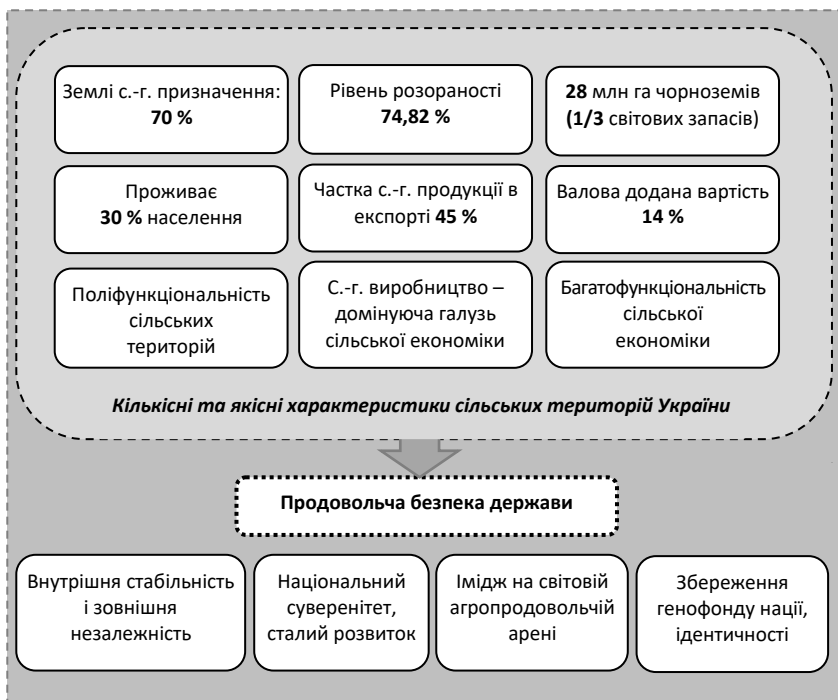 Землі с.-г. призначення:
70 %
Рівень розораності
74,82 %
28 млн га чорноземів
(1/3 світових запасів)
Проживає
30 % населення
Частка с.-г. продукції в
експорті 45 %
Валова додана вартість
14 %
Поліфункціональність
сільських
територій
С.-г. виробництво –
домінуюча галузь
сільської економіки
Багатофункціональність
сільської
економіки
Кількісні та якісні характеристики сільських територій України
Продовольча безпека держави
Внутрішня стабільність
і зовнішня
незалежність
Національний
суверенітет,
сталий розвиток
Імідж на світовій
агропродовольчій
арені
Збереження
генофонду нації,
ідентичності